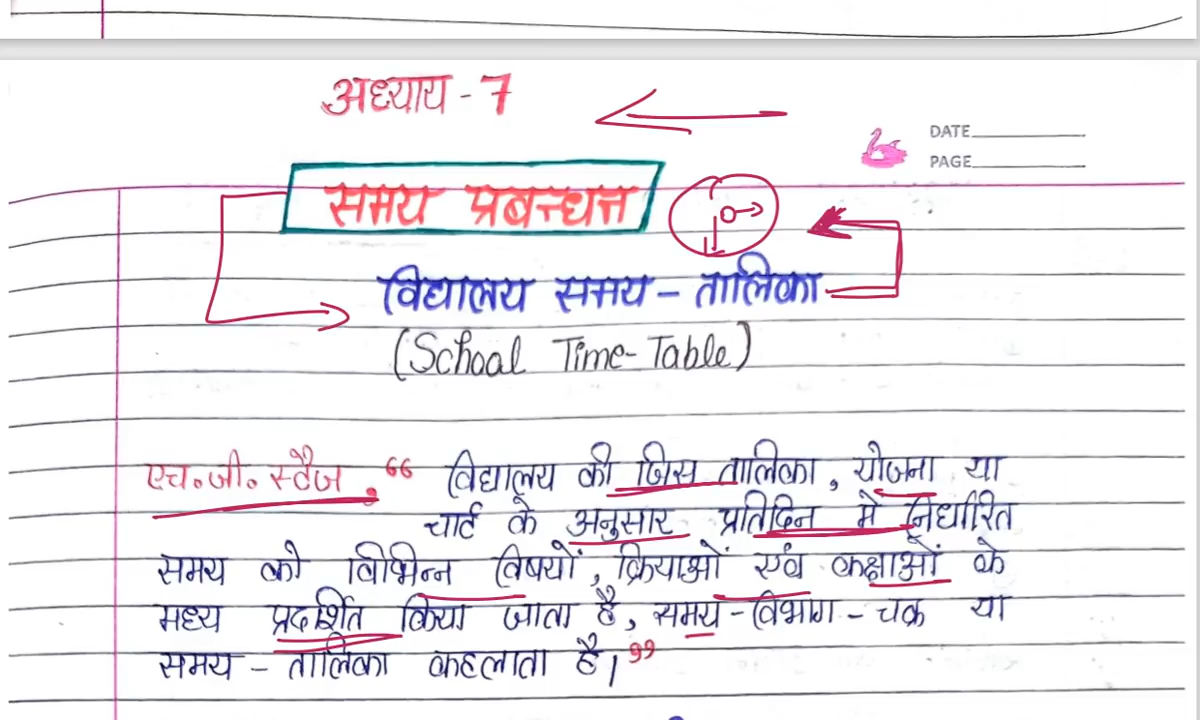 अध्याय - 7
DATE
PAGE
समय प्रबन्धन
विद्यालय समय - तालिका
(School Time-Table)
एच.जी. स्टैज. “ विद्यालय की जिस तालिका, योजना या
चार्ट के अनुसार प्रतिदिन में निर्धारित
समय को विभिन्न विषयों, क्रियाओं एंव कक्षाओं के
मध्य प्रदर्शित किया जाता है, समय-विभाग-चक्र या
समय - तालिका कहलाता है।”